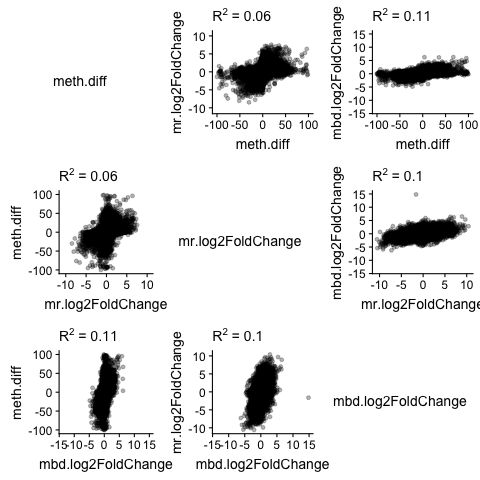 R² = 0.06
R² = 0.11
meth.diff
mr.log2FoldChange
10
5
0
-5
-10
-100 -50 0 50 100
meth.diff
mbd.log2FoldChange
15
10
5
0
-5
-10
-15
-100 -50 0 50 100
meth.diff
R² = 0.06
R² = 0.1
meth.diff
100
50
0
-50
-100
-10 -5 0 5 10
mr.log2FoldChange
mr.log2FoldChange
mbd.log2FoldChange
15
10
5
0
-5
-10
-15
-10 -5 0 5 10
mr.log2FoldChange
R² = 0.11
R² = 0.1
meth.diff
100
50
0
-50
-100
-15 -10 -5 0 5 10 15
mbd.log2FoldChange
mr.log2FoldChange
10
5
0
-5
-10
-15 -10 -5 0 5 10 15
mbd.log2FoldChange
mbd.log2FoldChange